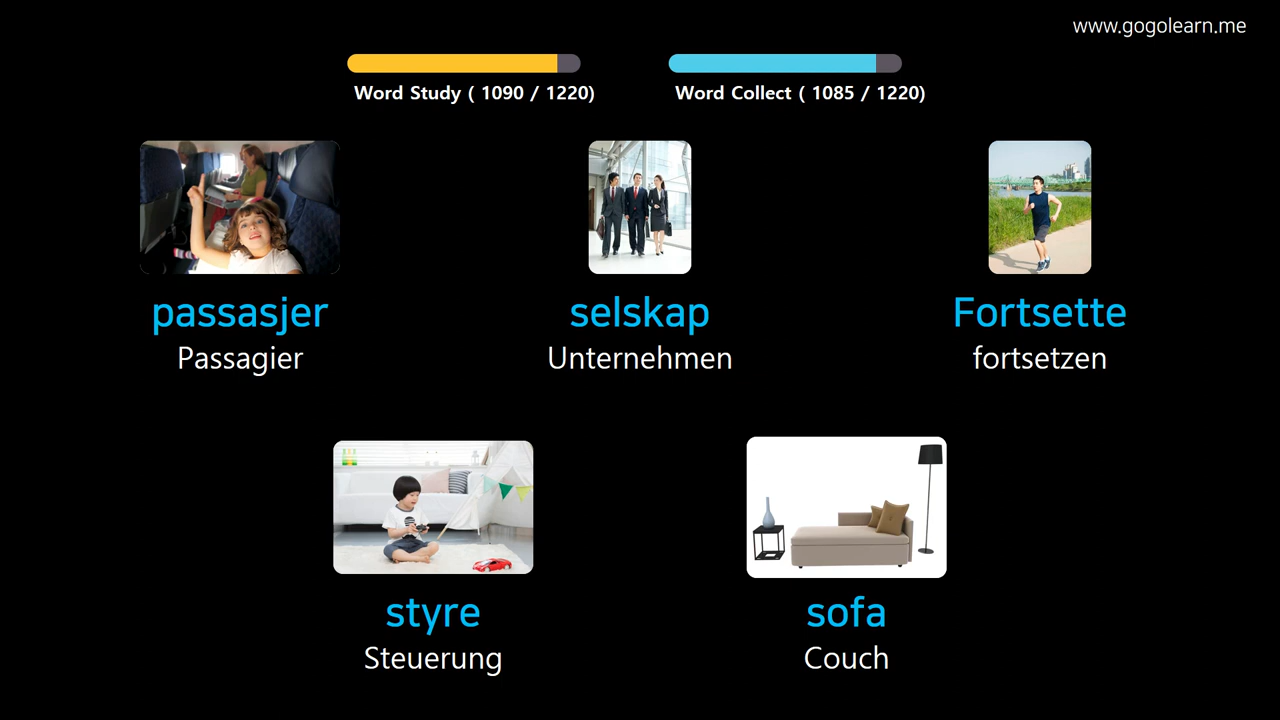 www.gogolearn.me
Word Study ( 1090 / 1220)
Word Collect ( 1085 / 1220)
passasjer
Passagier
selskap
Unternehmen
Fortsette
fortsetzen
styre
Steuerung
sofa
Couch